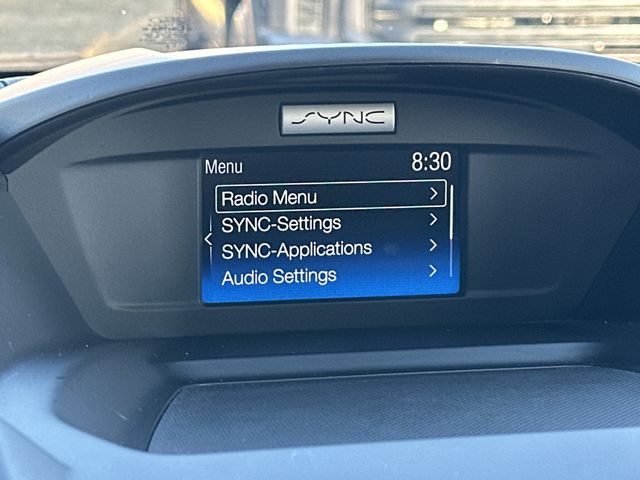 SYNC
Menu 8:30
Radio Menu >
SYNC-Settings >
SYNC-Applications >
Audio Settings >